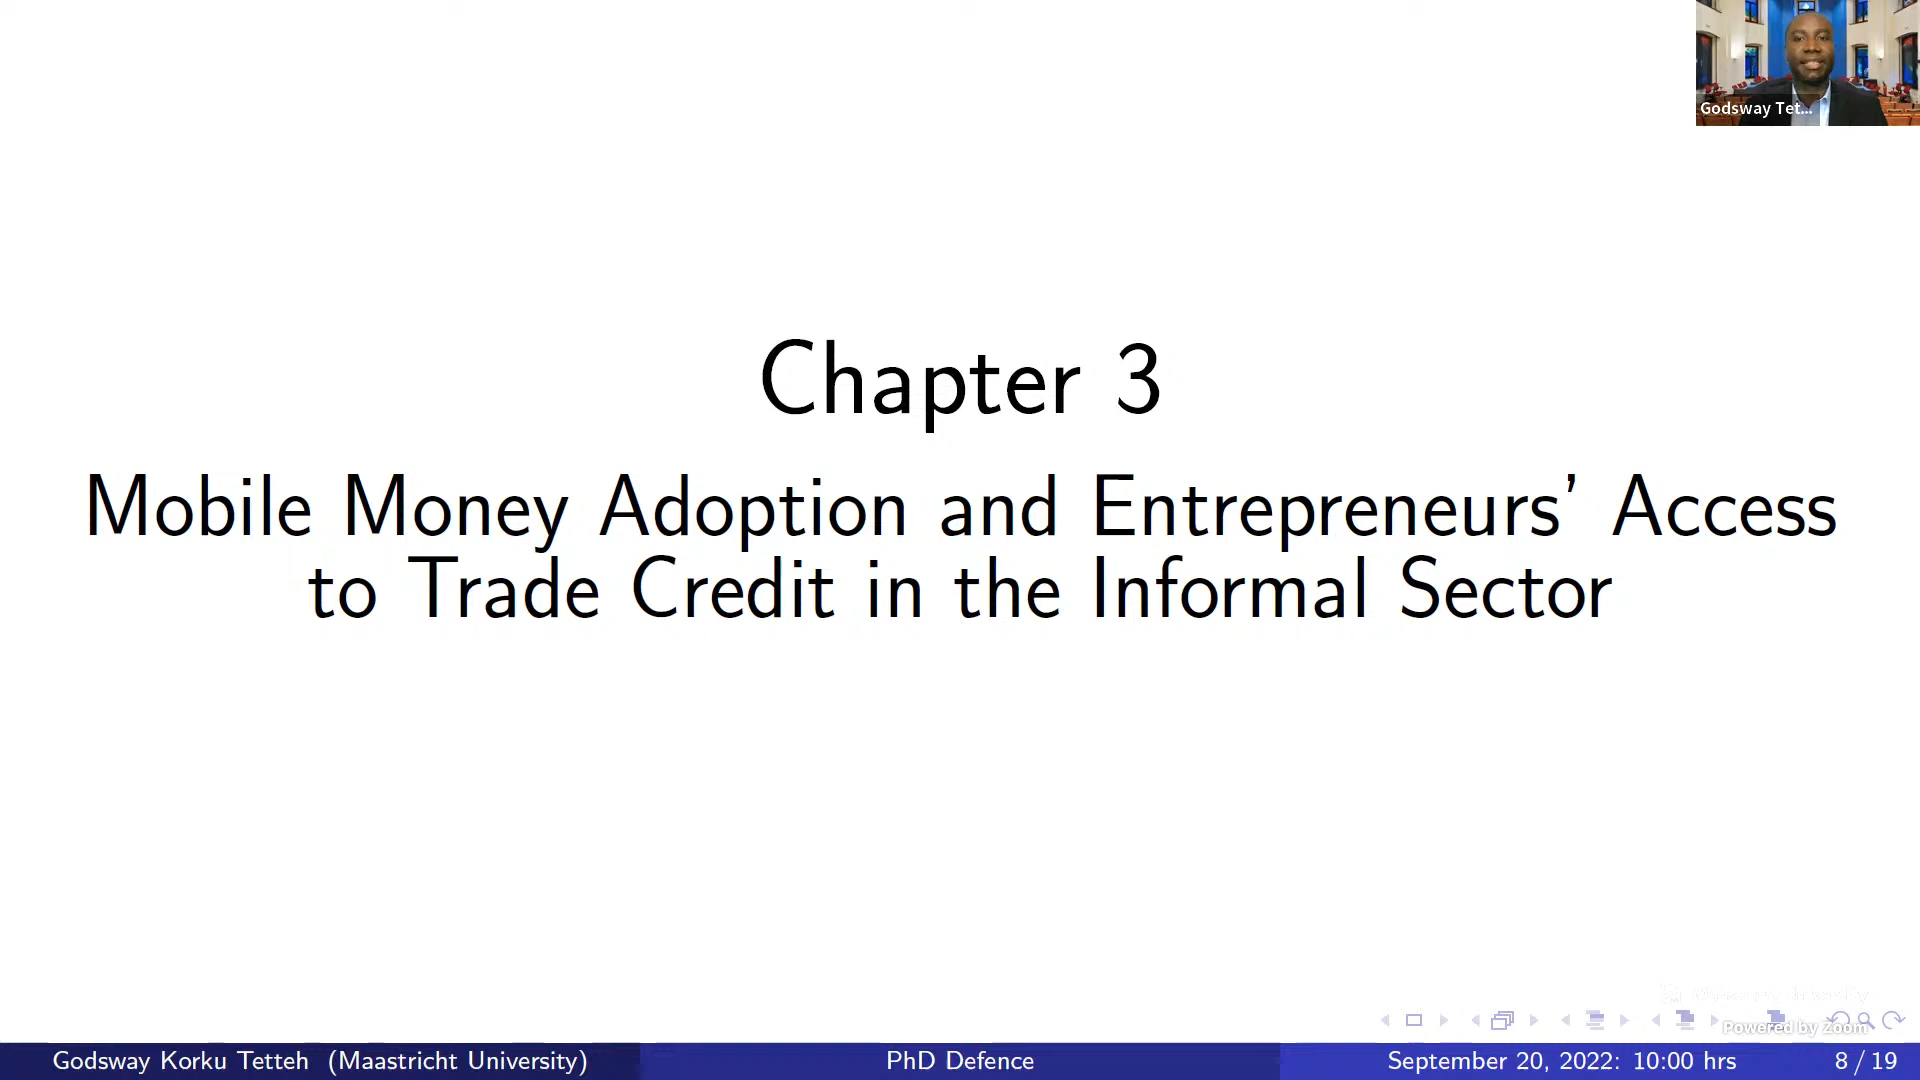 Godsway Tet...
Chapter 3
Mobile Money Adoption and Entrepreneurs' Access
to Trade Credit in the Informal Sector
Powered by Zoom
Godsway Korku Tetteh (Maastricht University)
PhD Defence
September 20, 2022: 10:00 hrs
8 / 19